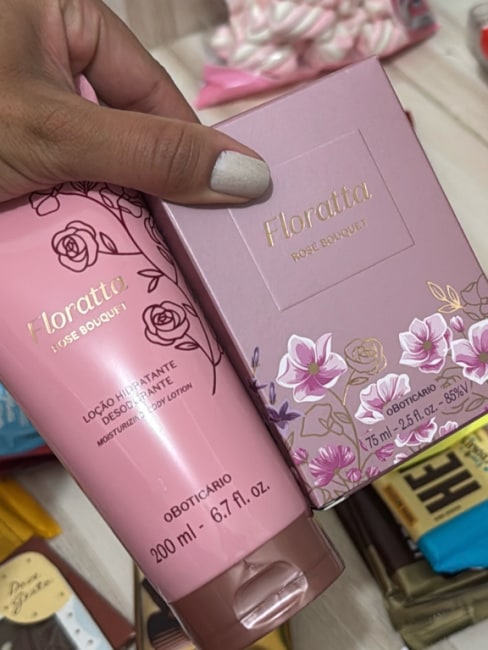 Floratta
ROSE BOUQUET
LOÇÃO HIDRATANTE
DESODORANTE
MOISTURIZING BODY LOTION
oBOTICÁRIO
200 ml - 6.7 fl. oz.
Floratta
ROSE BOUQUET
oBOTICÁRIO
75 ml - 2.5 fl. oz. - 85%V
HE